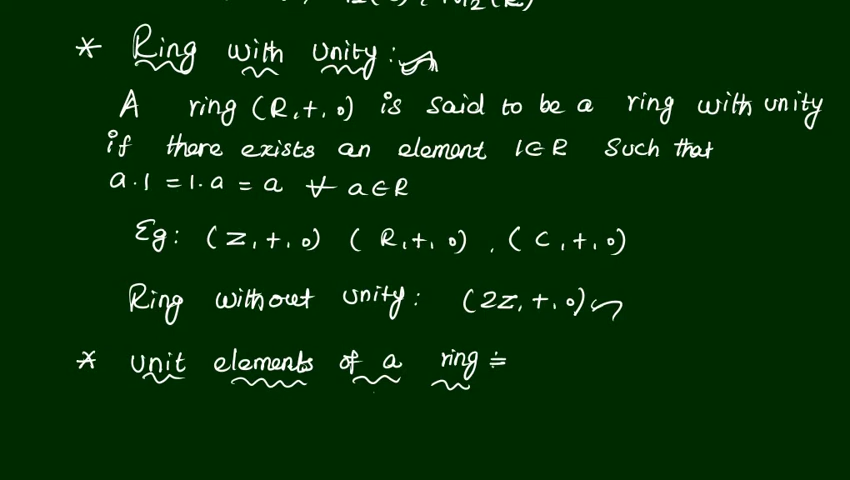 * Ring with unity:
A ring (R, +, o) is said to be a ring with unity
if there exists an element 1∈R such that
a.1 = 1.a = a ∀ a∈R
Eg: (Z, +, o) (R, +, o), (C, +, o)
Ring without unity: (2Z, +, o)
* unit elements of a ring :=